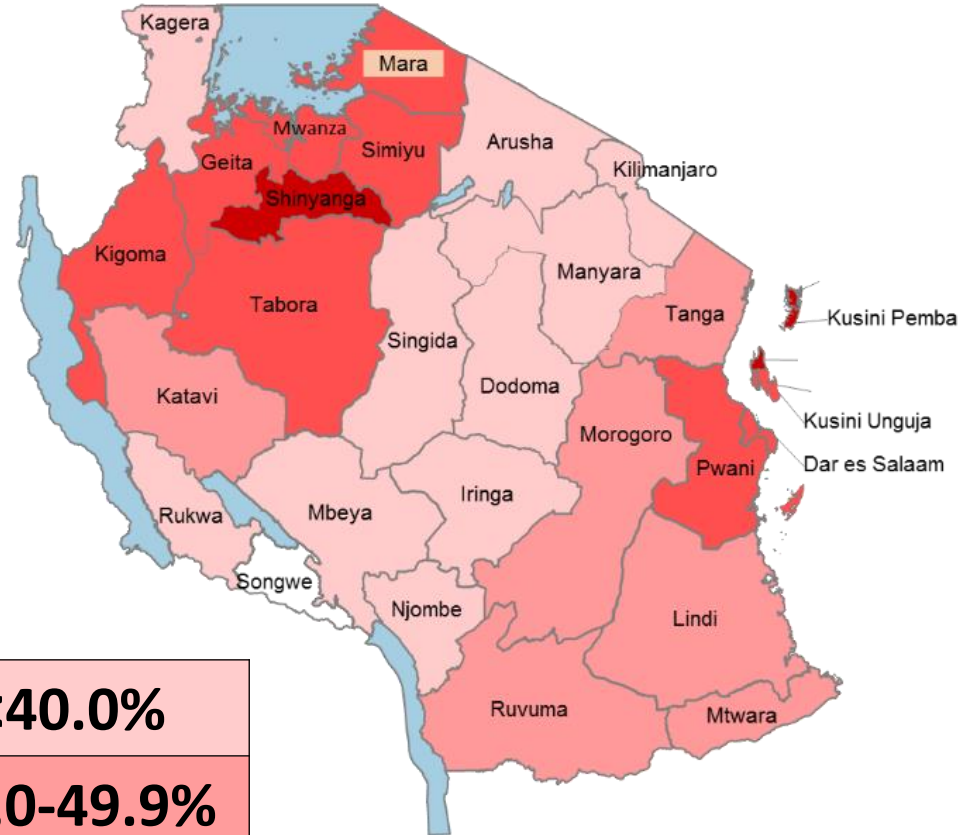 Kagera
Mara
Mwanza
Arusha
Simiyu
Geita
Kilimanjaro
Shinyanga
Kigoma
Manyara
Tabora
Tanga
Kusini Pemba
Singida
Dodoma
Katavi
Kusini Unguja
Morogoro
Dar es Salaam
Pwani
Iringa
Mbeya
Rukwa
Songwe
Njombe
Lindi
Ruvuma
Mtwara
40.0%
0-49.9%